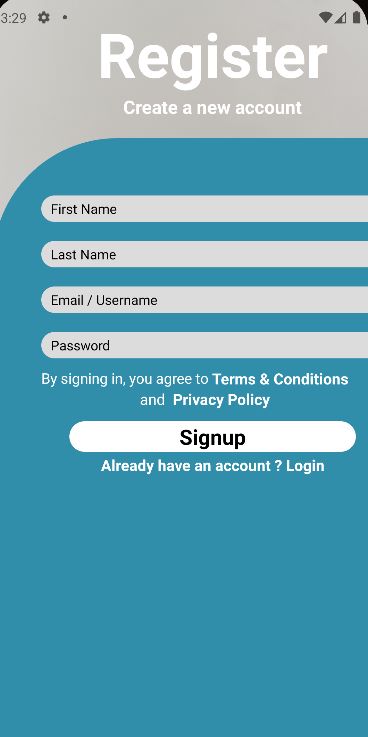 3:29
Register
Create a new account
First Name
Last Name
Email / Username
Password
By signing in, you agree to Terms & Conditions
and Privacy Policy
Signup
Already have an account ? Login